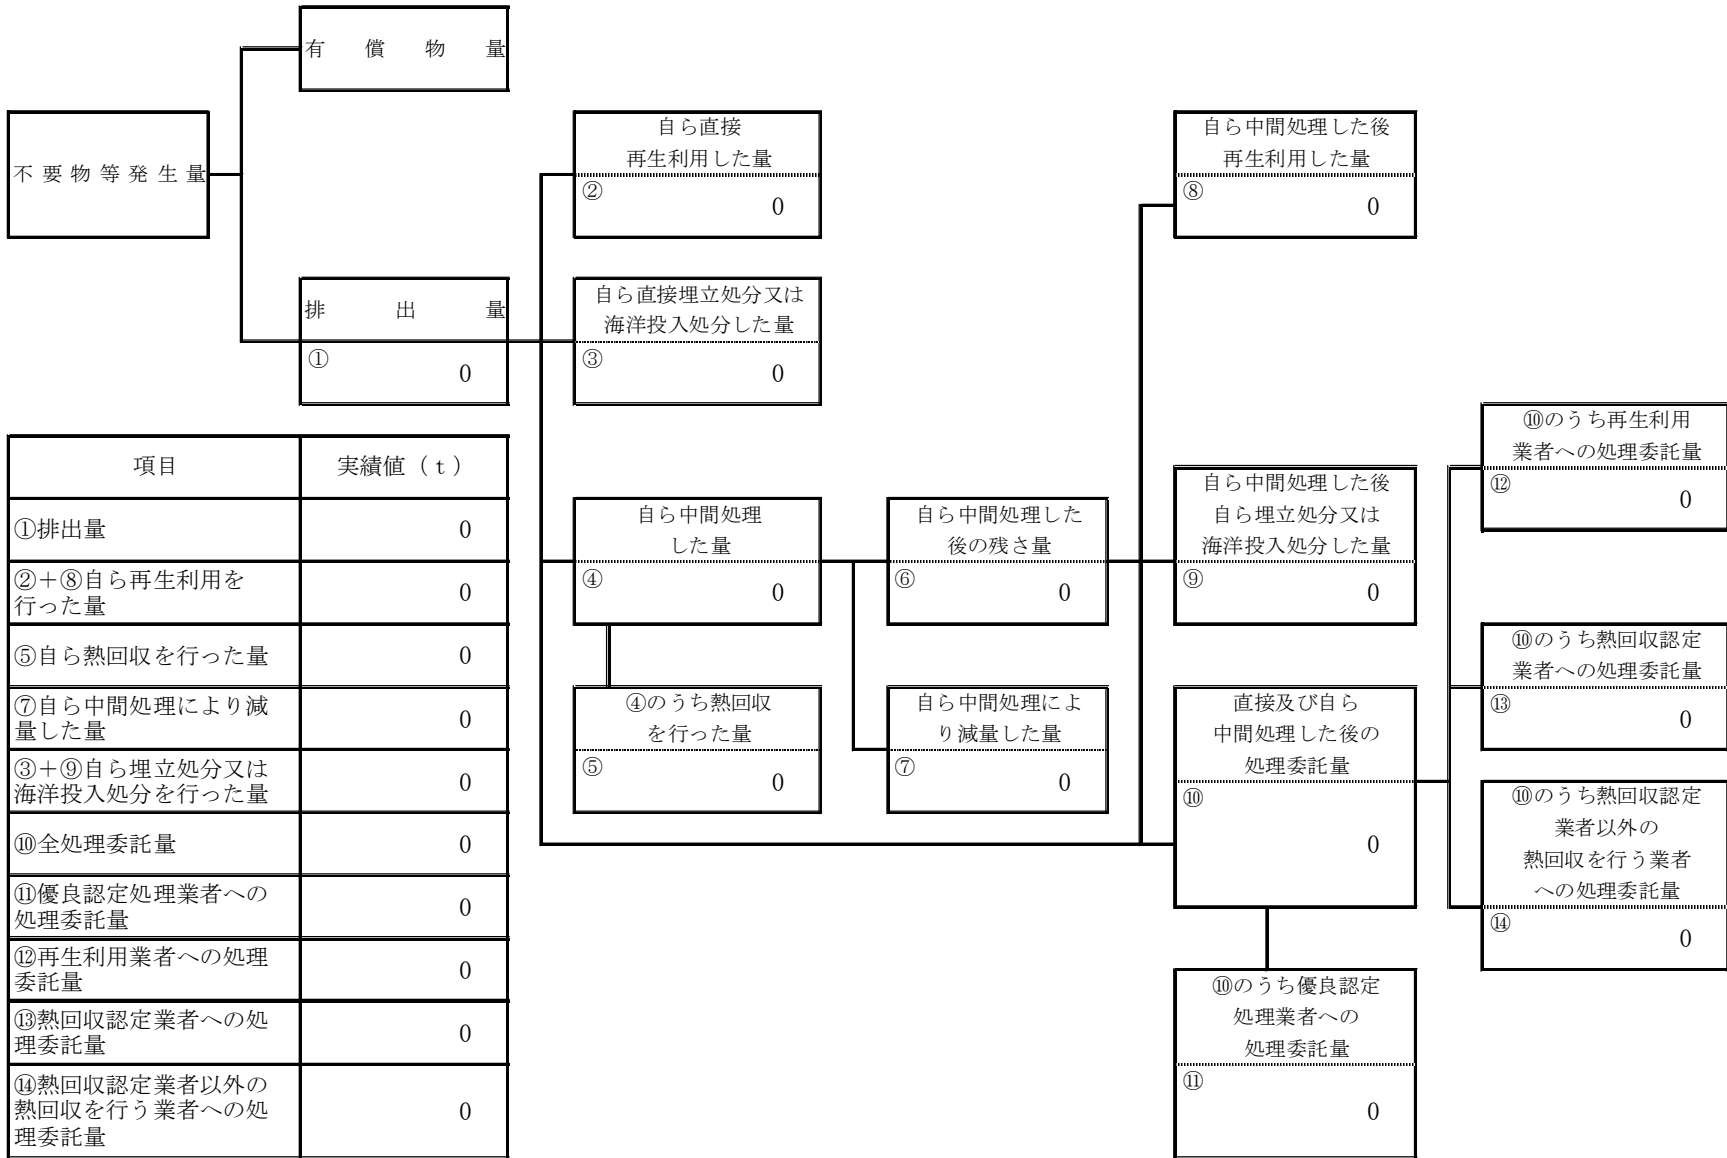 有償物量
不要物等発生量
自ら直接
再生利用した量
②
0
自ら中間処理した後
再生利用した量
⑧
0
排出量
①
0
自ら直接埋立処分又は
海洋投入処分した量
③
0
項目
実績値（ｔ）
①排出量
0
②＋⑧自ら再生利用を
行った量
0
⑤自ら熱回収を行った量
0
⑦自ら中間処理により減
量した量
0
③＋⑨自ら埋立処分又は
海洋投入処分を行った量
0
⑩全処理委託量
0
⑪優良認定処理業者への
処理委託量
0
⑫再生利用業者への処理
委託量
0
⑬熱回収認定業者への処
理委託量
0
⑭熱回収認定業者以外の
熱回収を行う業者への処
理委託量
0
自ら中間処理
した量
④
0
④のうち熱回収
を行った量
⑤
0
自ら中間処理した
後の残さ量
⑥
0
自ら中間処理によ
り減量した量
⑦
0
自ら中間処理した後
自ら埋立処分又は
海洋投入処分した量
⑨
0
直接及び自ら
中間処理した後の
処理委託量
⑩
0
⑩のうち優良認定
処理業者への
処理委託量
⑪
0
⑩のうち再生利用
業者への処理委託量
⑫
0
⑩のうち熱回収認定
業者への処理委託量
⑬
0
⑩のうち熱回収認定
業者以外の
熱回収を行う業者
への処理委託量
⑭
0